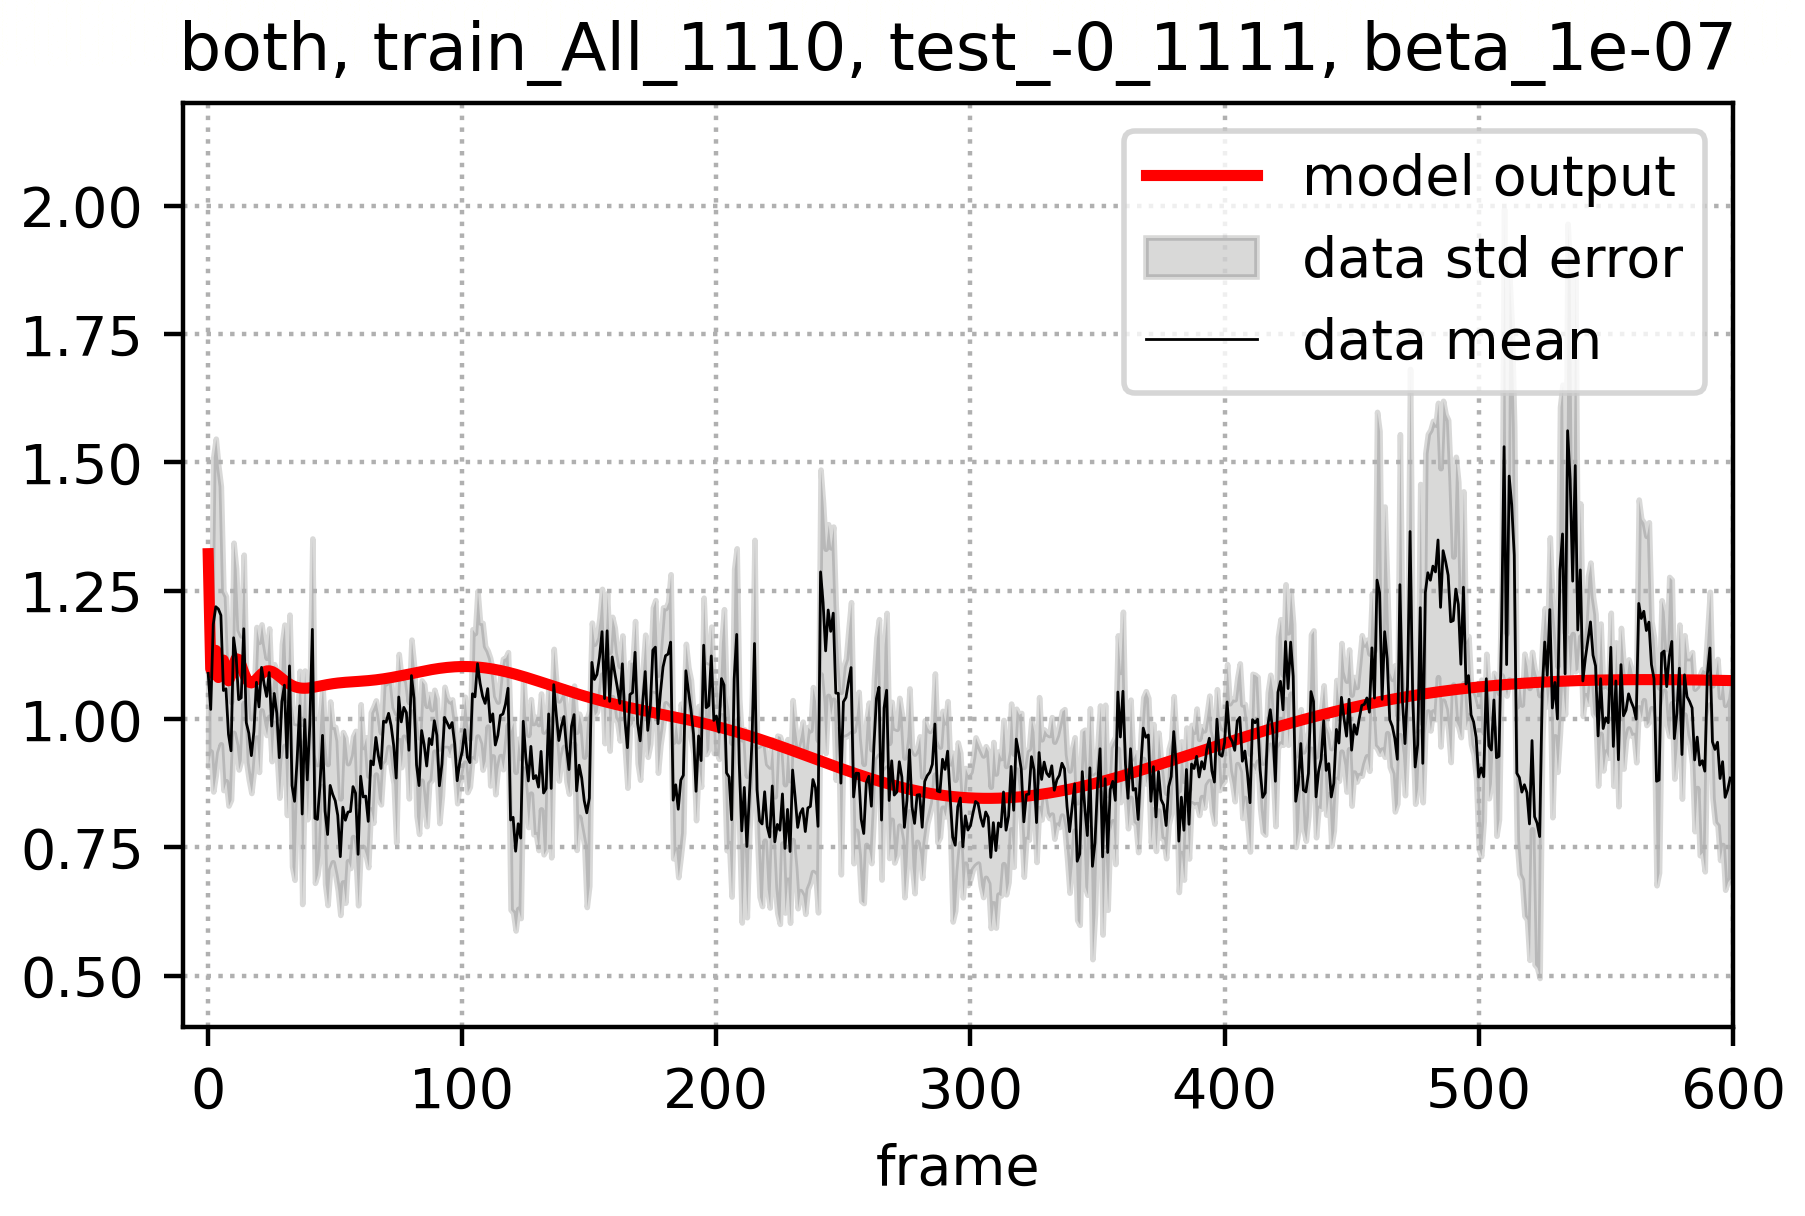 both, train_All_1110, test_-0_1111, beta_1e-07
model output
data std error
data mean
2.00
1.75
1.50
1.25
1.00
0.75
0.50
0 100 200 300 400 500 600
frame